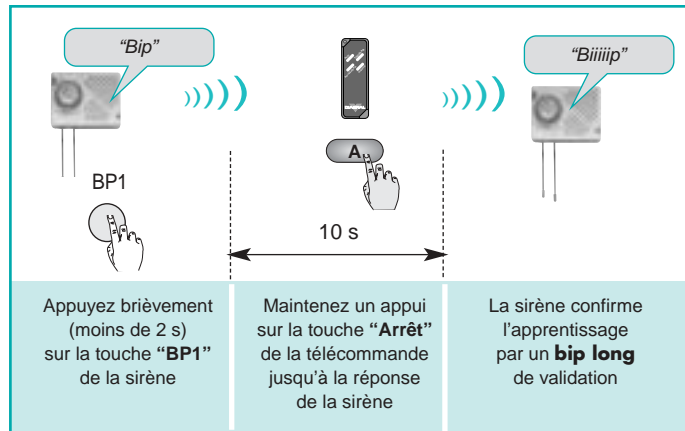 “Bip”
“Biiiiip”
A
BP1
10 s
Appuyez brièvement
(moins de 2 s)
sur la touche “BP1”
de la sirène
Maintenez un appui
sur la touche “Arrêt”
de la télécommande
jusqu’à la réponse
de la sirène
La sirène confirme
l’apprentissage
par un bip long
de validation